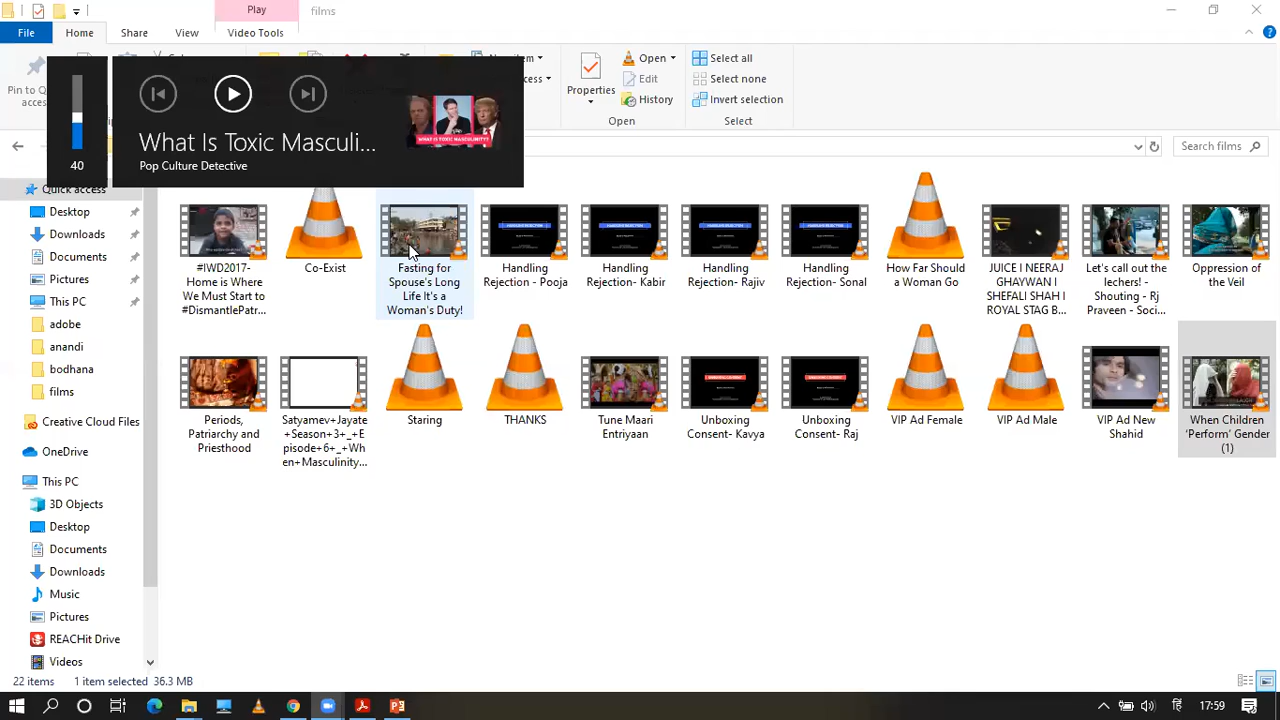 Play
films
File
Home
Share
View
Video Tools
Select all
Open
Properties
Edit
Select none
Pin to Q
History
Invert selection
Open
Select
What Is Toxic Masculi...
Pop Culture Detective
WHAT IS TOXIC MASCULINITY?
40
Search films
Quick access
Desktop
Downloads
Documents
Pictures
This PC
adobe
anandi
bodhana
films
Creative Cloud Files
OneDrive
This PC
3D Objects
Desktop
Documents
Downloads
Music
Pictures
REACHit Drive
Videos
#IWD2017-
Home is Where
We Must Start to
#DismantlePatr...
Co-Exist
Fasting for
Spouse's Long
Life It's a
Woman's Duty!
Handling
Rejection - Pooja
Handling
Rejection- Kabir
Handling
Rejection- Rajiv
Handling
Rejection- Sonal
How Far Should
a Woman Go
JUICE I NEERAJ
GHAYWAN I
SHEFALI SHAH I
ROYAL STAG B...
Let's call out the
lechers! -
Shouting - Rj
Praveen - Soci...
Oppression of
the Veil
Periods,
Patriarchy and
Priesthood
Satyamev+Jayate
+Season+3+_+E
pisode+6+_+Wh
en+Masculinity...
Staring
THANKS
Tune Maari
Entriyaan
Unboxing
Consent- Kavya
Unboxing
Consent- Raj
VIP Ad Female
VIP Ad Male
VIP Ad New
Shahid
When Children
'Perform' Gender
(1)
22 items
1 item selected
36.3 MB
17:59